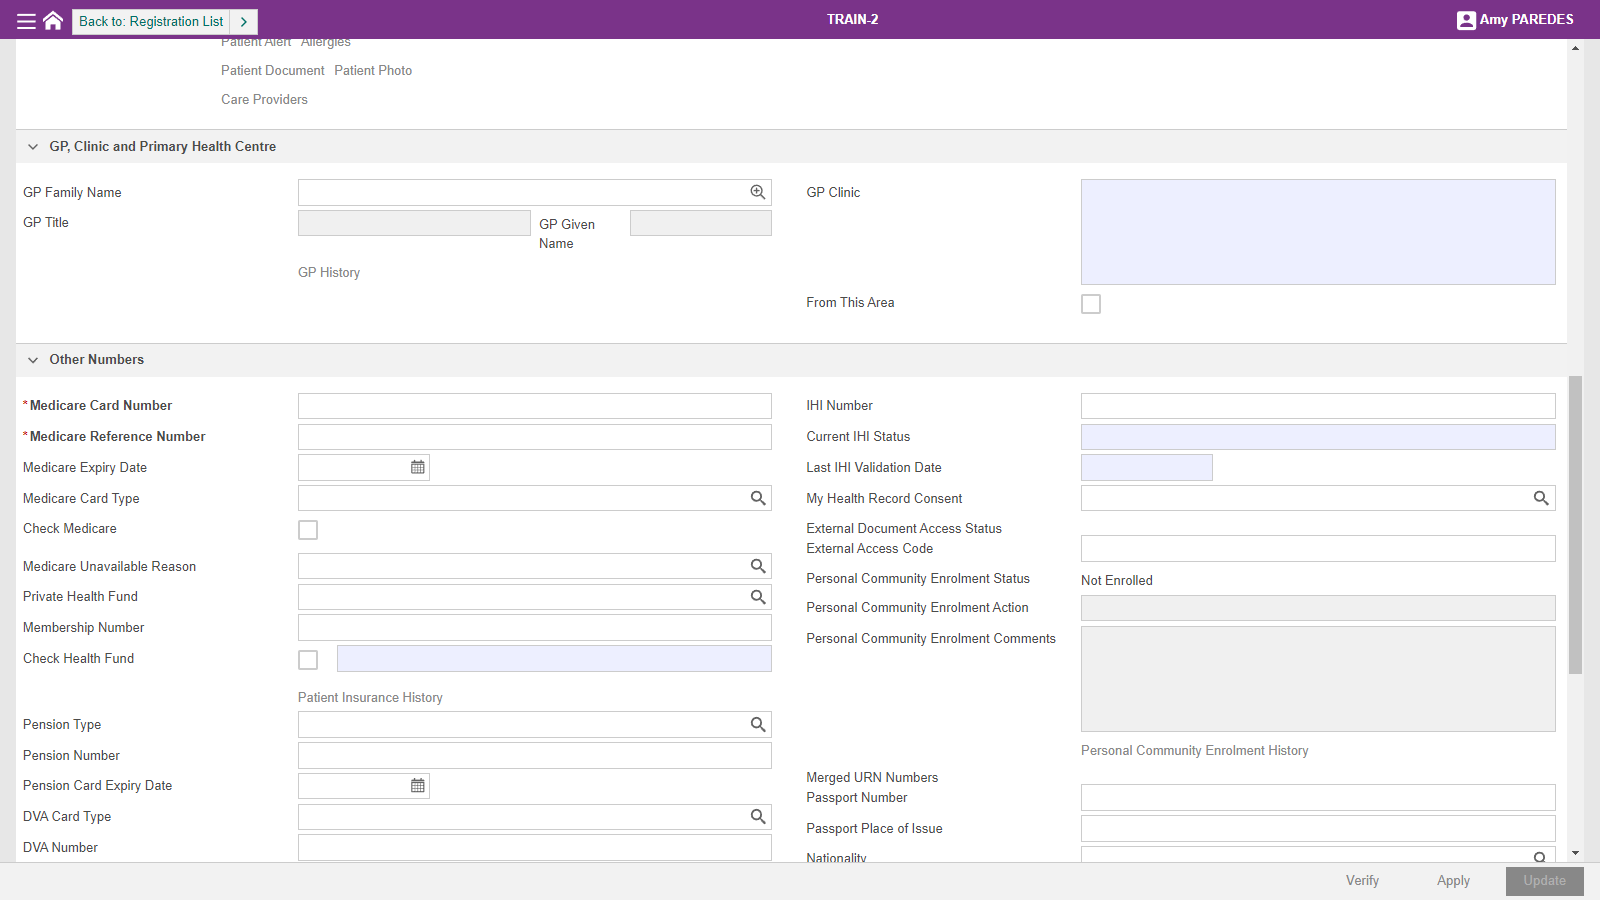 Back to: Registration List
TRAIN-2
Amy PAREDES
Patient Alert Allergies
Patient Document Patient Photo
Care Providers
GP, Clinic and Primary Health Centre
GP Family Name
GP Title
GP Given
Name
GP History
GP Clinic
From This Area
Other Numbers
*Medicare Card Number
*Medicare Reference Number
Medicare Expiry Date
Medicare Card Type
Check Medicare
Medicare Unavailable Reason
Private Health Fund
Membership Number
Check Health Fund
Patient Insurance History
Pension Type
Pension Number
Pension Card Expiry Date
DVA Card Type
DVA Number
IHI Number
Current IHI Status
Last IHI Validation Date
My Health Record Consent
External Document Access Status
External Access Code
Personal Community Enrolment Status Not Enrolled
Personal Community Enrolment Action
Personal Community Enrolment Comments
Personal Community Enrolment History
Merged URN Numbers
Passport Number
Passport Place of Issue
Nationality
Verify Apply Update